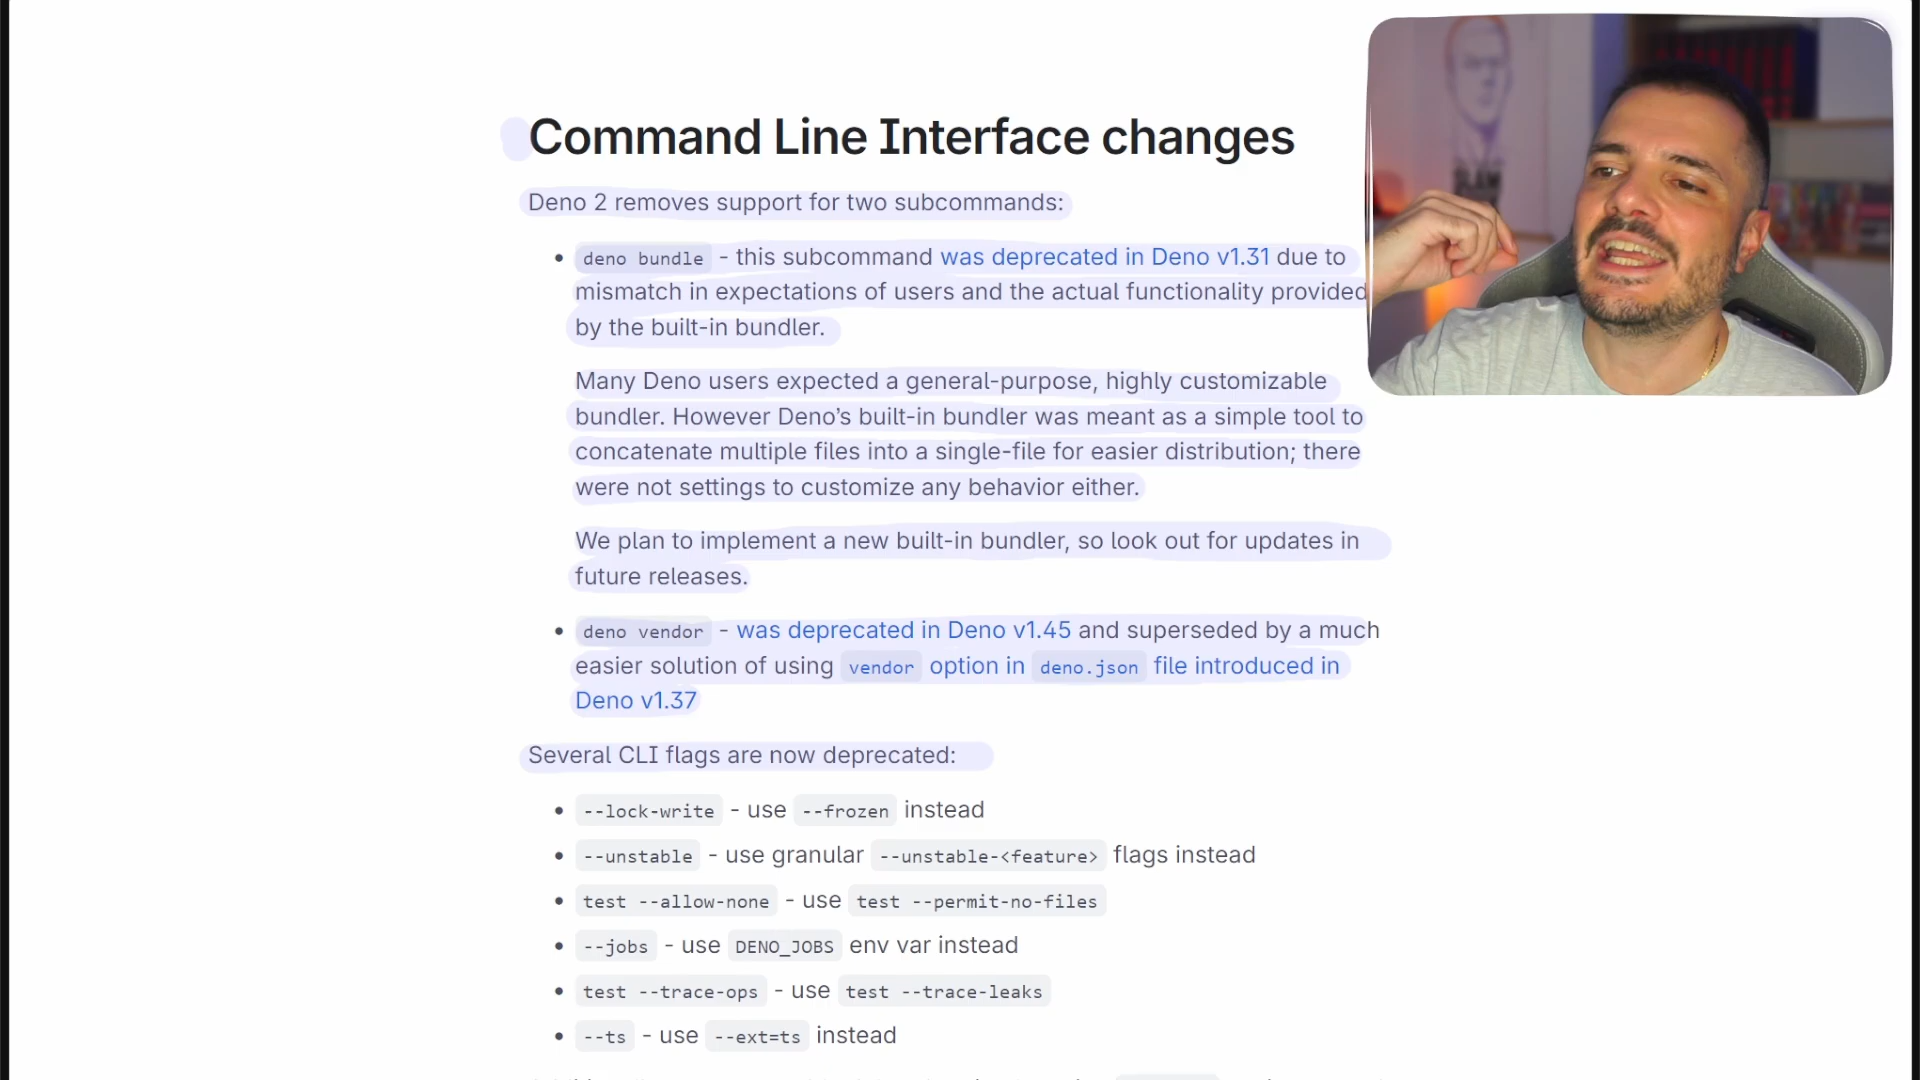 Command Line Interface changes
Deno 2 removes support for two subcommands:
• deno bundle - this subcommand was deprecated in Deno v1.31 due to
mismatch in expectations of users and the actual functionality provided
by the built-in bundler.
Many Deno users expected a general-purpose, highly customizable
bundler. However Deno’s built-in bundler was meant as a simple tool to
concatenate multiple files into a single-file for easier distribution; there
were not settings to customize any behavior either.
We plan to implement a new built-in bundler, so look out for updates in
future releases.
• deno vendor - was deprecated in Deno v1.45 and superseded by a much
easier solution of using vendor option in deno.json file introduced in
Deno v1.37
Several CLI flags are now deprecated:
• --lock-write - use --frozen instead
• --unstable - use granular --unstable-<feature> flags instead
• test --allow-none - use test --permit-no-files
• --jobs - use DENO_JOBS env var instead
• test --trace-ops - use test --trace-leaks
• --ts - use --ext=ts instead